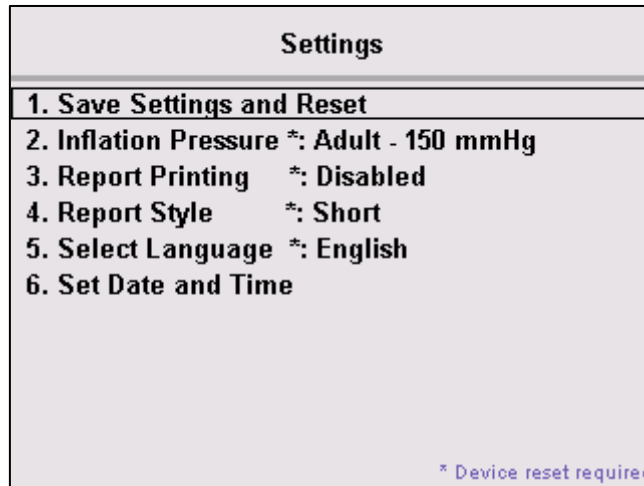 Settings
1. Save Settings and Reset
2. Inflation Pressure *: Adult - 150 mmHg
3. Report Printing *: Disabled
4. Report Style *: Short
5. Select Language *: English
6. Set Date and Time
* Device reset required